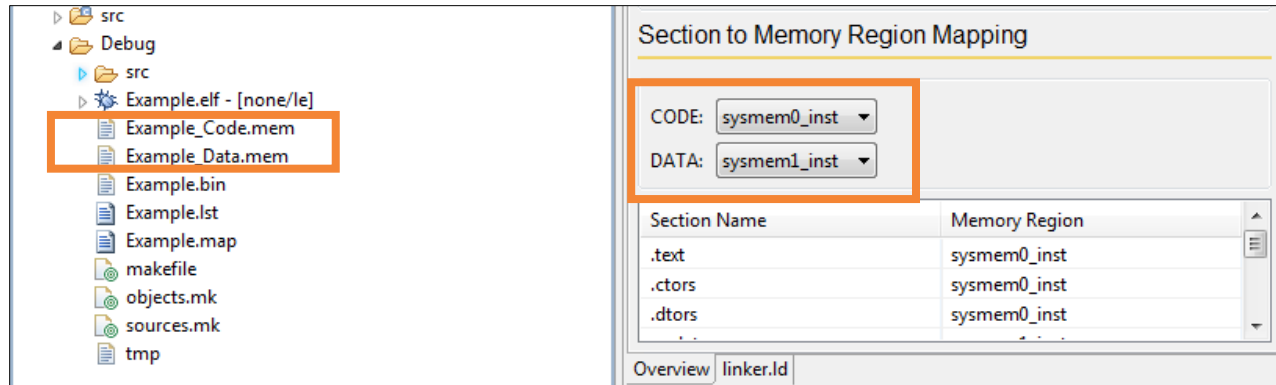 src
Debug
src
Example.elf - [none/le]
Example_Code.mem
Example_Data.mem
Example.bin
Example.lst
Example.map
makefile
objects.mk
sources.mk
tmp
Section to Memory Region Mapping
CODE: sysmem0_inst
DATA: sysmem1_inst
Section Name Memory Region
.text sysmem0_inst
.ctors sysmem0_inst
.dtors sysmem0_inst
Overview linker.ld